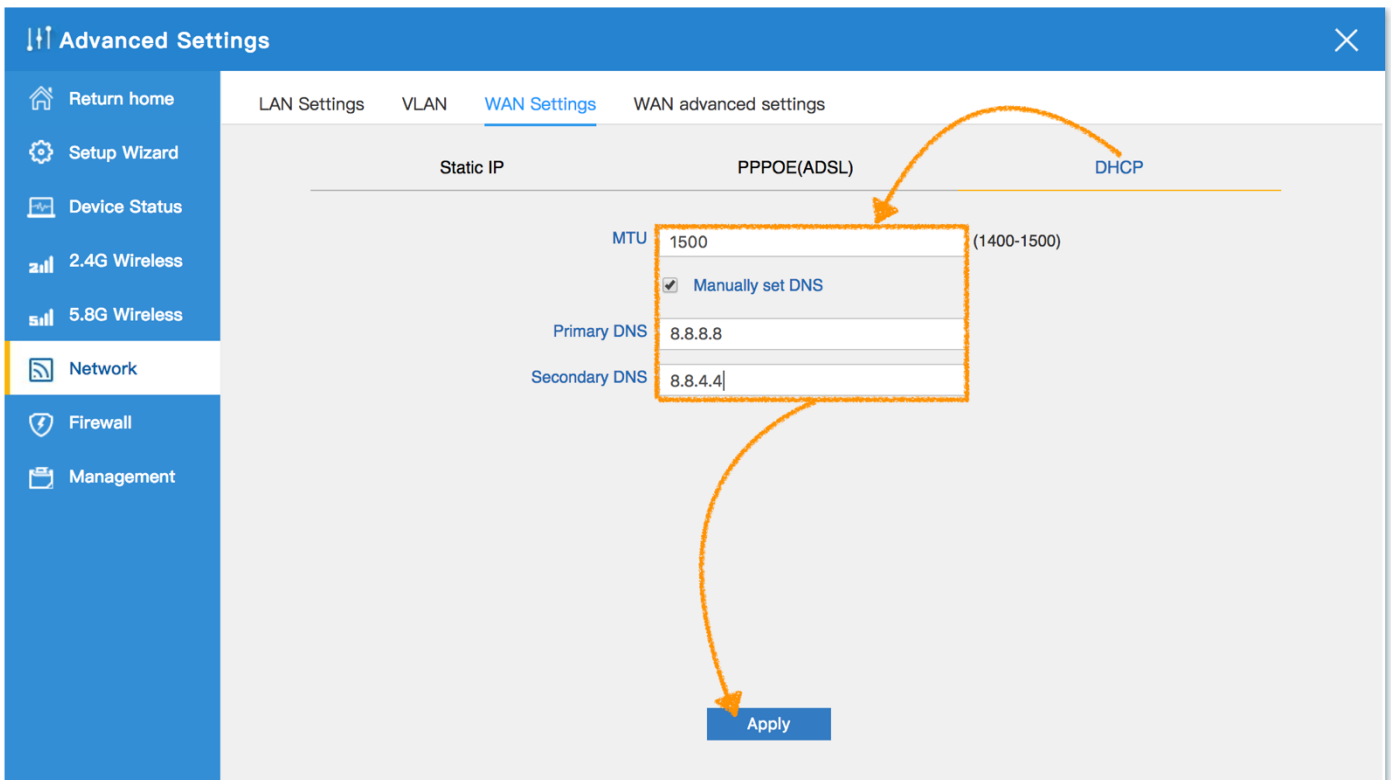 Advanced Settings
Return home
Setup Wizard
Device Status
2.4G Wireless
5.8G Wireless
Network
Firewall
Management
LAN Settings VLAN WAN Settings WAN advanced settings
Static IP PPPOE(ADSL) DHCP
MTU 1500 (1400-1500)
Manually set DNS
Primary DNS 8.8.8.8
Secondary DNS 8.8.4.4
Apply